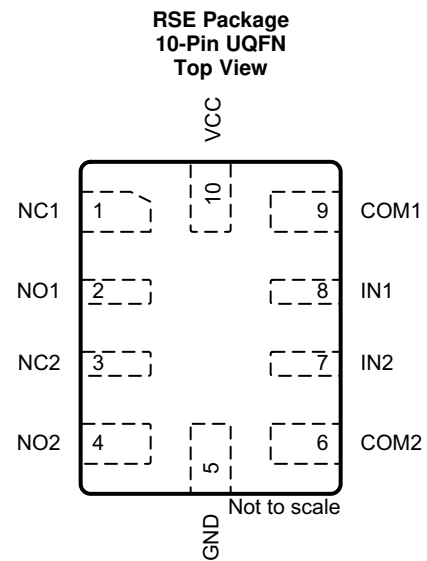 RSE Package
10-Pin UQFN
Top View
VCC
10
NC1 1 9 COM1
NO1 2 8 IN1
NC2 3 7 IN2
NO2 4 6 COM2
5
Not to scale
GND